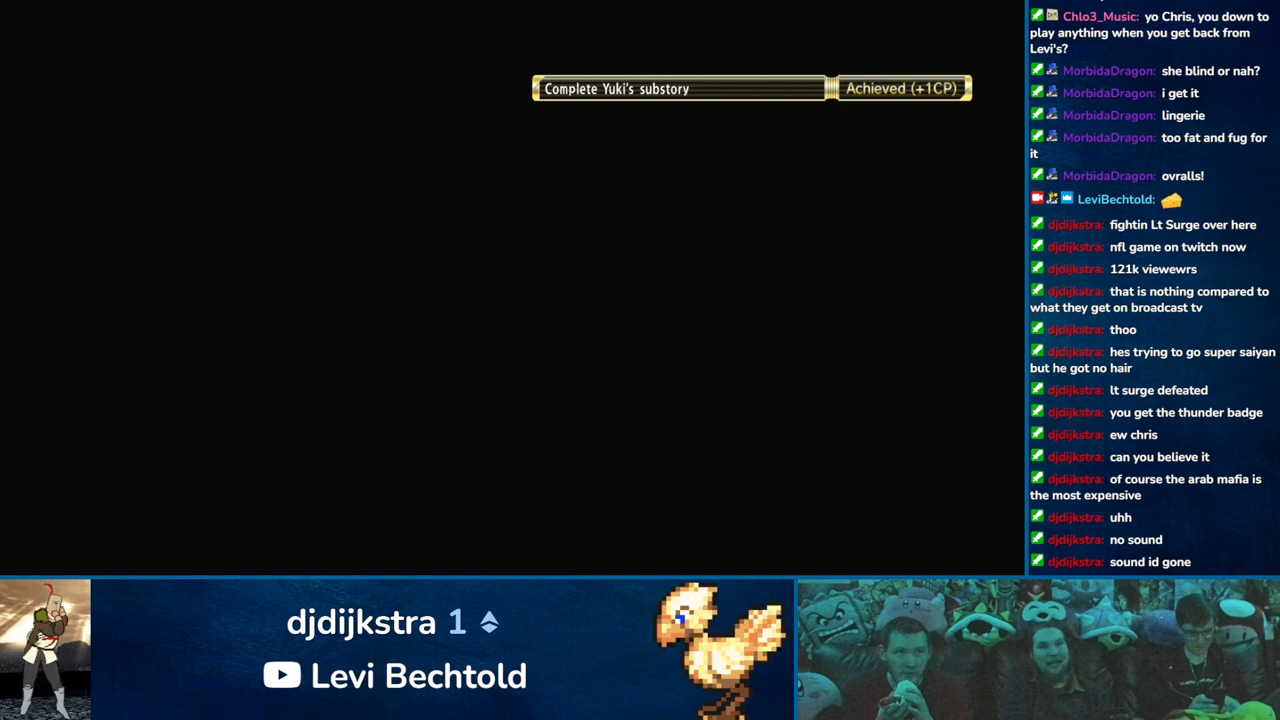 Complete Yuki's substory Achieved (+1CP)
Chlo3_Music: yo Chris, you down to
play anything when you get back from
Levi's?
MorbidaDragon: she blind or nah?
MorbidaDragon: i get it
MorbidaDragon: lingerie
MorbidaDragon: too fat and fug for
it
MorbidaDragon: ovralls!
LeviBechtold:
djdijkstra: fightin Lt Surge over here
djdijkstra: nfl game on twitch now
djdijkstra: 121k viewewrs
djdijkstra: that is nothing compared to
what they get on broadcast tv
djdijkstra: thoo
djdijkstra: hes trying to go super saiyan
but he got no hair
djdijkstra: lt surge defeated
djdijkstra: you get the thunder badge
djdijkstra: ew chris
djdijkstra: can you believe it
djdijkstra: of course the arab mafia is
the most expensive
djdijkstra: uhh
djdijkstra: no sound
djdijkstra: sound id gone
djdijkstra 1
Levi Bechtold